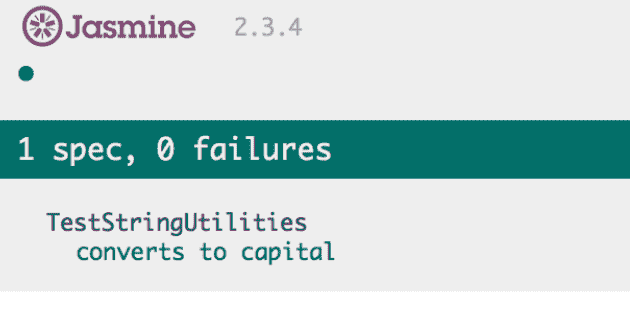 Jasmine 2.3.4
1 spec, 0 failures
TestStringUtilities
converts to capital